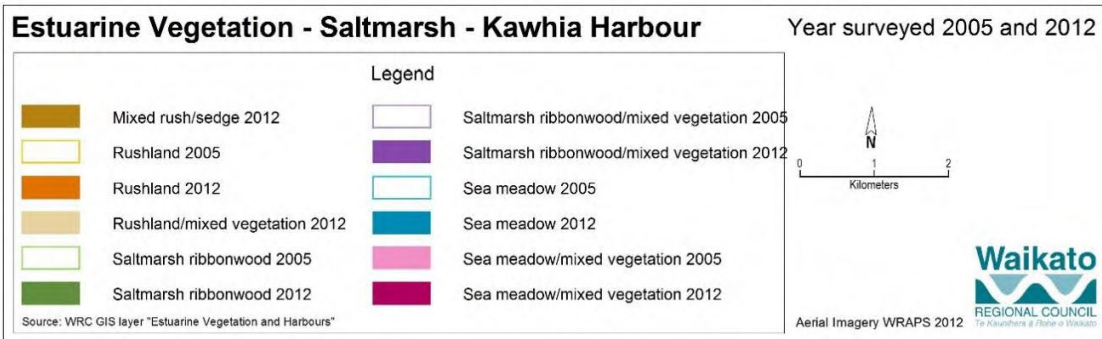 Estuarine Vegetation - Saltmarsh - Kawhia Harbour
Year surveyed 2005 and 2012
Legend
Mixed rush/sedge 2012
Rushland 2005
Rushland 2012
Rushland/mixed vegetation 2012
Saltmarsh ribbonwood 2005
Saltmarsh ribbonwood 2012
Saltmarsh ribbonwood/mixed vegetation 2005
Saltmarsh ribbonwood/mixed vegetation 2012
Sea meadow 2005
Sea meadow 2012
Sea meadow/mixed vegetation 2005
Sea meadow/mixed vegetation 2012
Source: WRC GIS layer "Estuarine Vegetation and Harbours"
N
0 1 2
Kilometers
Aerial Imagery WRAPS 2012
Waikato
REGIONAL COUNCIL
Te Kaunihera ā Rohe o Waikato